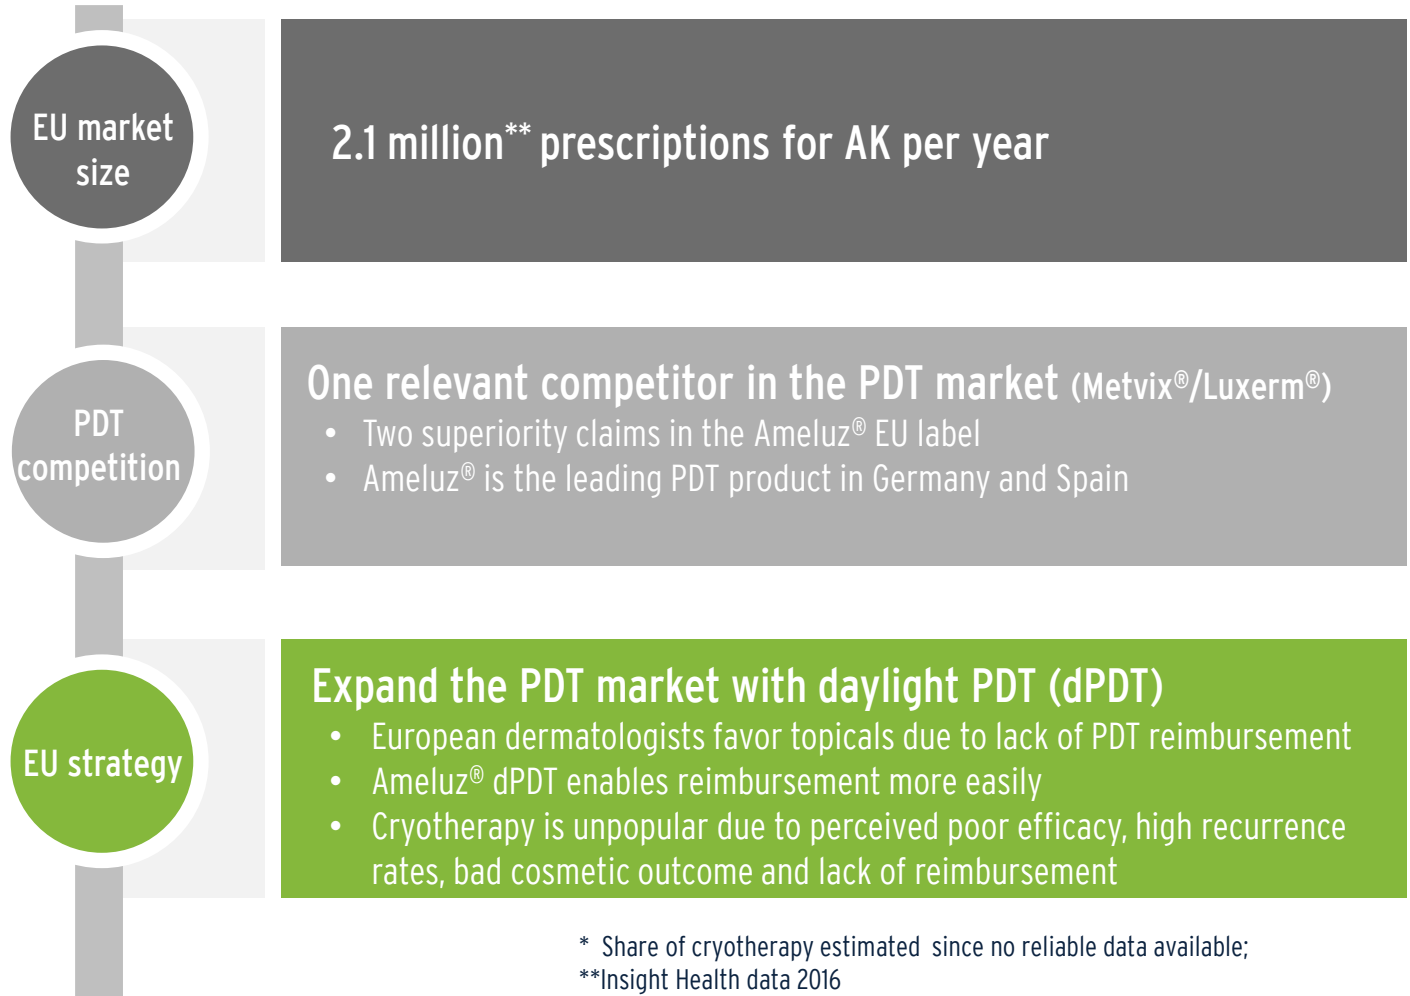 EU market
size
2.1 million** prescriptions for AK per year
PDT
competition
One relevant competitor in the PDT market (Metvix®/Luxerm®)
• Two superiority claims in the Ameluz® EU label
• Ameluz® is the leading PDT product in Germany and Spain
EU strategy
Expand the PDT market with daylight PDT (dPDT)
• European dermatologists favor topicals due to lack of PDT reimbursement
• Ameluz® dPDT enables reimbursement more easily
• Cryotherapy is unpopular due to perceived poor efficacy, high recurrence
rates, bad cosmetic outcome and lack of reimbursement
* Share of cryotherapy estimated since no reliable data available;
**Insight Health data 2016